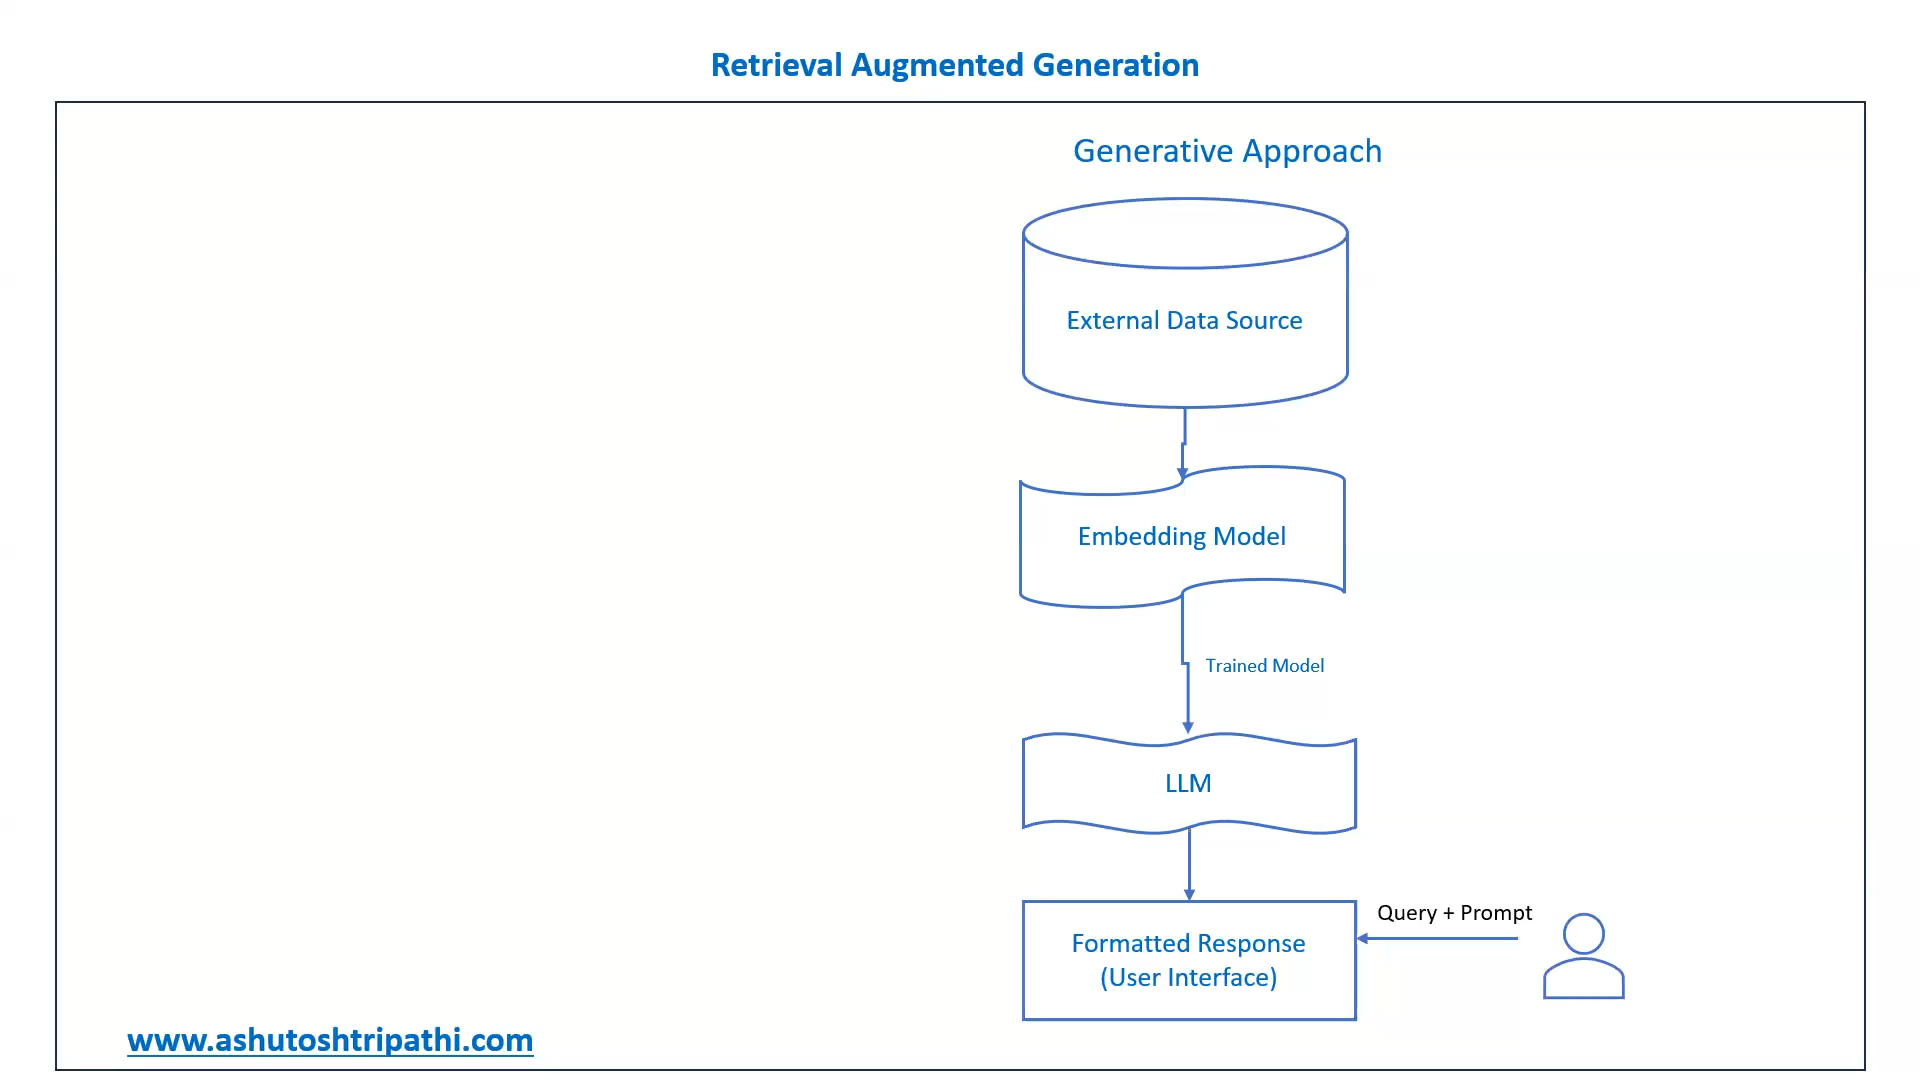 Retrieval Augmented Generation
Generative Approach
External Data Source
Embedding Model
Trained Model
LLM
Query + Prompt
Formatted Response
(User Interface)
www.ashutoshtripathi.com